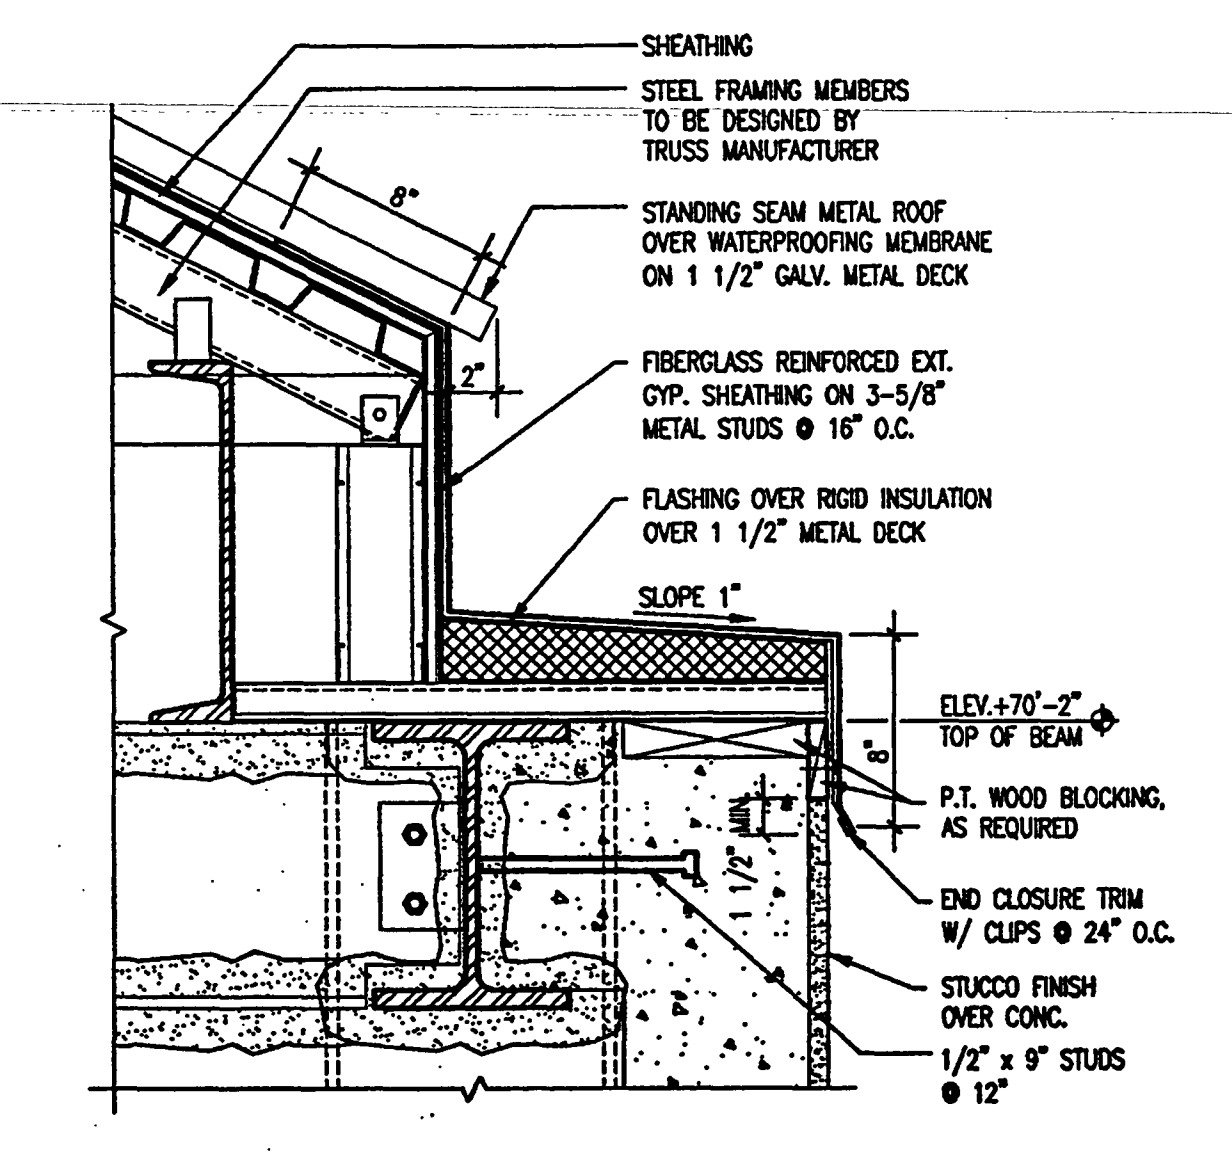 SHEATHING
STEEL FRAMING MEMBERS
TO BE DESIGNED BY
TRUSS MANUFACTURER
8"
STANDING SEAM METAL ROOF
OVER WATERPROOFING MEMBRANE
ON 1 1/2" GALV. METAL DECK
2"
FIBERGLASS REINFORCED EXT.
GYP. SHEATHING ON 3-5/8"
METAL STUDS @ 16" O.C.
FLASHING OVER RIGID INSULATION
OVER 1 1/2" METAL DECK
SLOPE 1"
ELEV.+70'-2"
TOP OF BEAM
8"
P.T. WOOD BLOCKING,
AS REQUIRED
1 1/2" MIN
END CLOSURE TRIM
W/ CLIPS @ 24" O.C.
STUCCO FINISH
OVER CONC.
1/2" x 9" STUDS
@ 12"